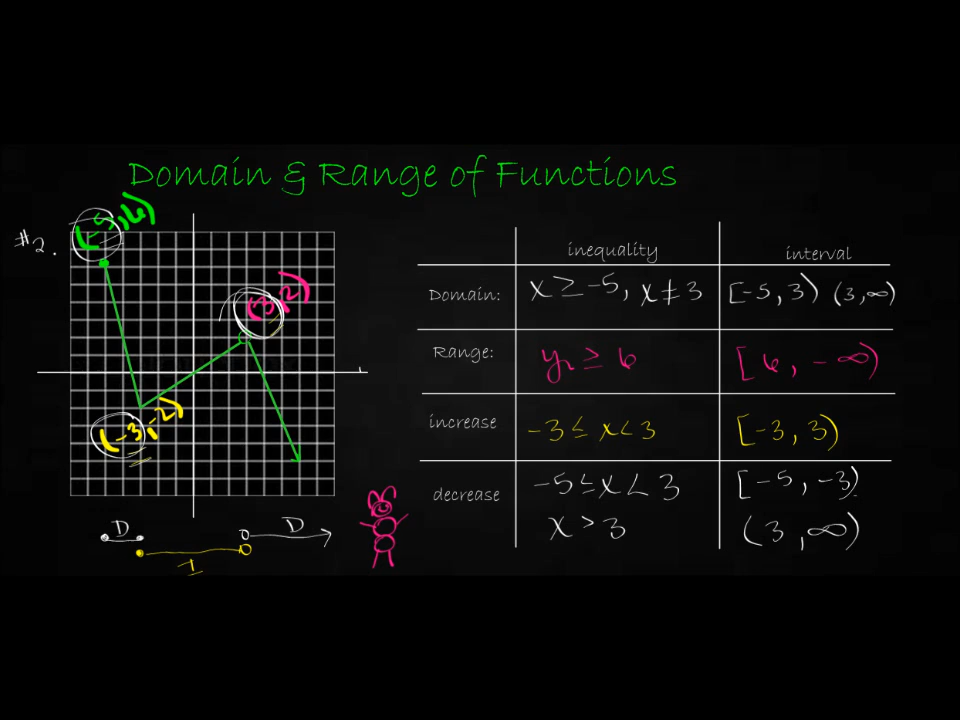 Domain & Range of Functions
#2.
(-5,6)
(3,2)
(-3,-2)
D
D
I
inequality interval
Domain: x ≥ -5, x ≠ 3 [-5, 3) (3,∞)
Range: y ≥ 6 [6, -∞)
increase -3 ≤ x < 3 [-3, 3)
decrease -5 ≤ x < 3 [-5, -3)
x > 3 (3, ∞)